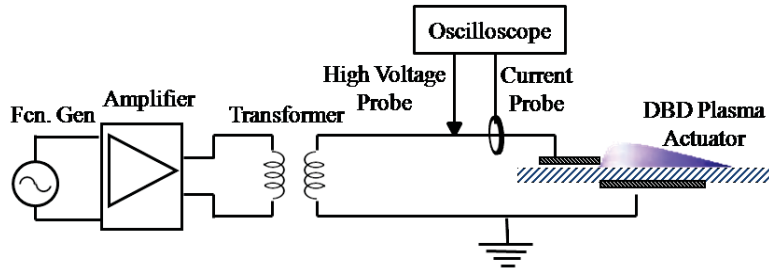 Oscilloscope
High Voltage
Probe
Current
Probe
Fcn. Gen
Amplifier
Transformer
DBD Plasma
Actuator